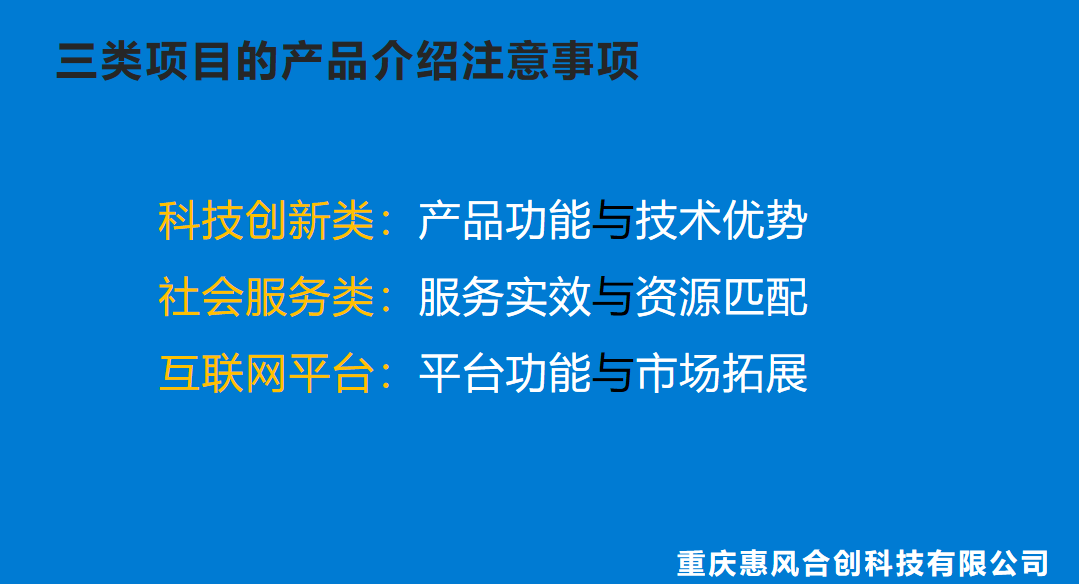 三类项目的产品介绍注意事项
科技创新类：产品功能与技术优势
社会服务类：服务实效与资源匹配
互联网平台：平台功能与市场拓展
重庆惠风合创科技有限公司